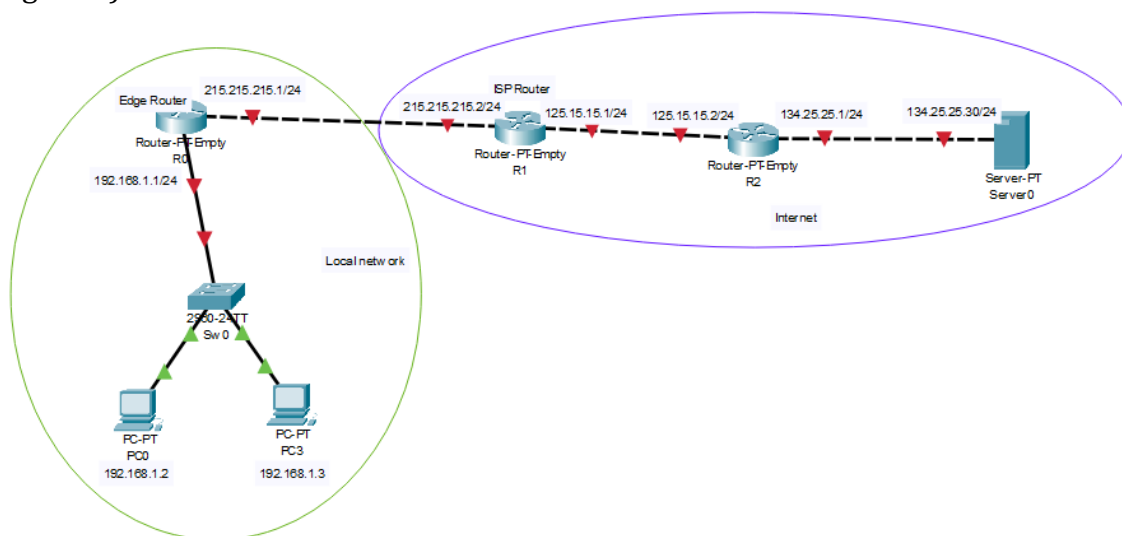 215.215.215.1/24
Edge Router
Router-PT-Empty
R0
192.168.1.1/24
ISP Router
215.215.215.2/24
125.15.15.1/24
Router-PT-Empty
R1
125.15.15.2/24
134.25.25.1/24
Router-PT-Empty
R2
134.25.25.30/24
Server-PT
Server0
Internet
Local network
Sw0
PC-PT
PC0
192.168.1.2
PC-PT
PC3
192.168.1.3